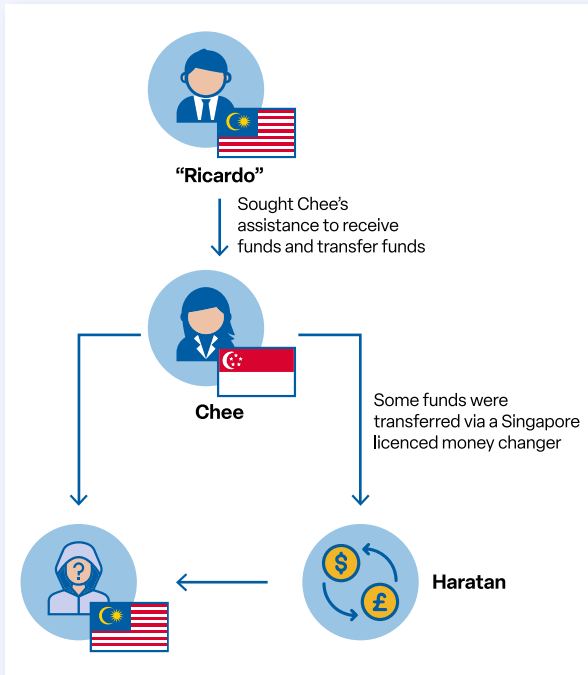 “Ricardo”
Sought Chee’s
assistance to receive
funds and transfer funds
Chee
Some funds were
transferred via a Singapore
licenced money changer
?
$
£
Haratan